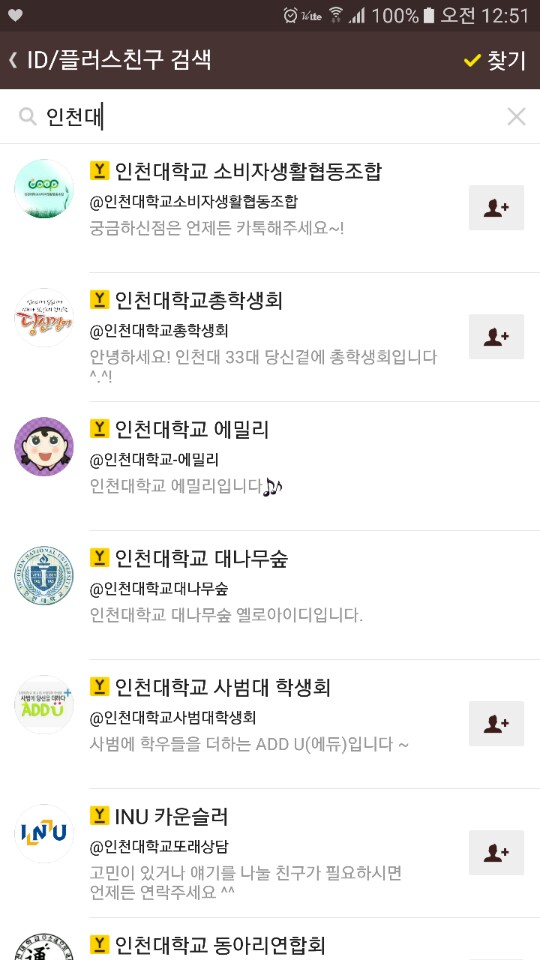 100% 오전 12:51
ID/플러스친구 검색
찾기
인천대
Y 인천대학교 소비자생활협동조합
@인천대학교소비자생활협동조합
궁금하신점은 언제든 카톡해주세요~!
Y 인천대학교총학생회
@인천대학교총학생회
안녕하세요! 인천대 33대 당신곁에 총학생회입니다
^.^!
당신곁에
Y 인천대학교 에밀리
@인천대학교-에밀리
인천대학교 에밀리입니다🎶
Y 인천대학교 대나무숲
@인천대학교대나무숲
인천대학교 대나무숲 옐로아이디입니다.
Y 인천대학교 사범대 학생회
@인천대학교사범대학생회
사범에 학우들을 더하는 ADD U(에듀)입니다 ~
ADD U
Y INU 카운슬러
@인천대학교또래상담
고민이 있거나 얘기를 나눌 친구가 필요하시면
언제든 연락주세요 ^^
INU
Y 인천대학교 동아리연합회